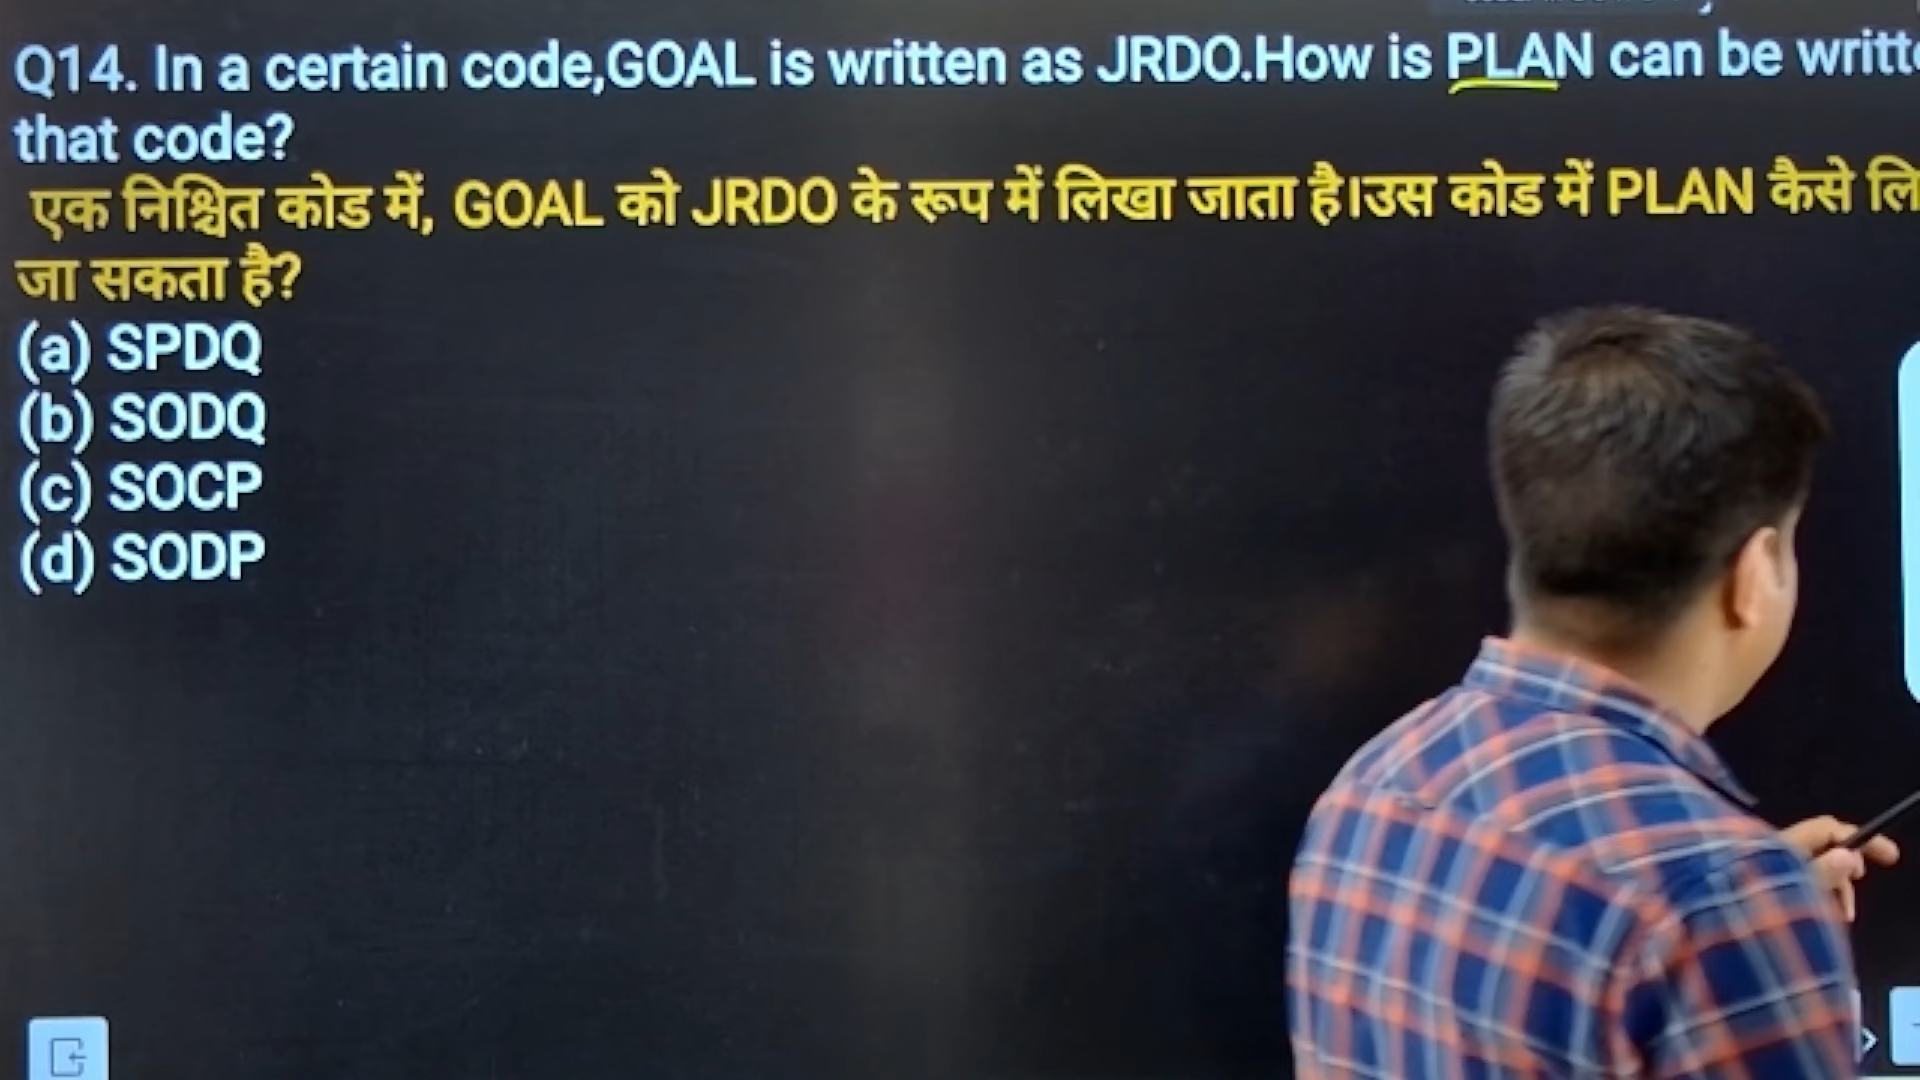 Q14. In a certain code,GOAL is written as JRDO.How is PLAN can be
that code?
एक निश्चित कोड में, GOAL को JRDO के रूप में लिखा जाता है।उस कोड में PLAN कैसे
जा सकता है?
(a) SPDQ
(b) SODQ
(c) SOCP
(d) SODP